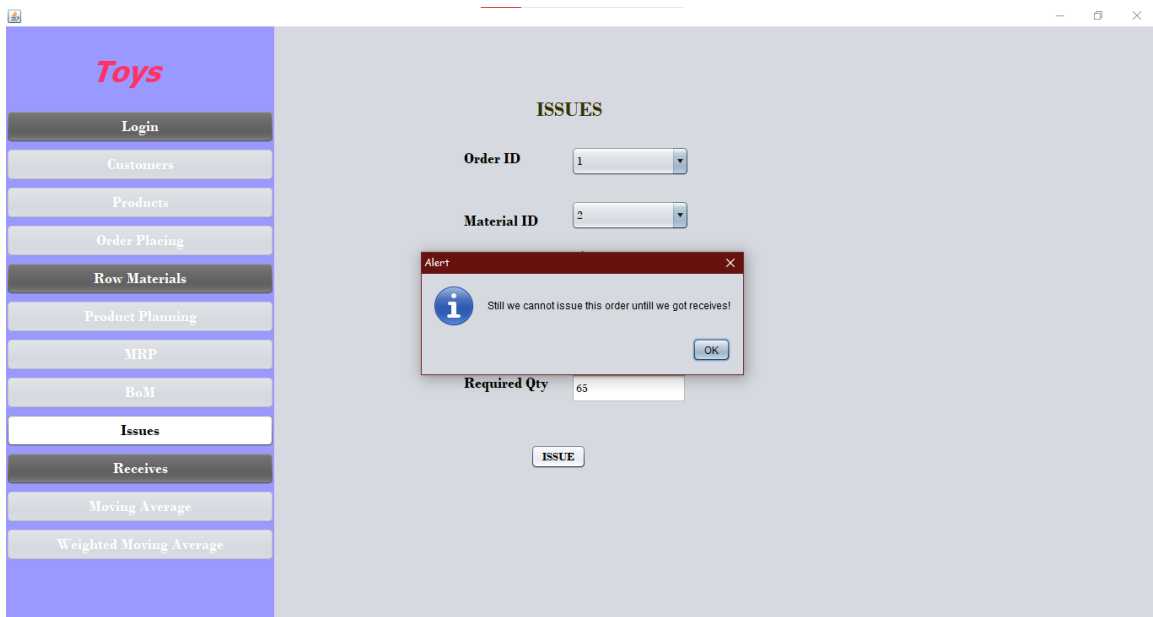 Toys
Login
Customers
Products
Order Placing
Row Materials
Product Planning
MRP
BoM
Issues
Receives
Moving Average
Weighted Moving Average
ISSUES
Order ID 1
Material ID 2
Alert
Still we cannot issue this order untill we got receives!
OK
Required Qty 65
ISSUE